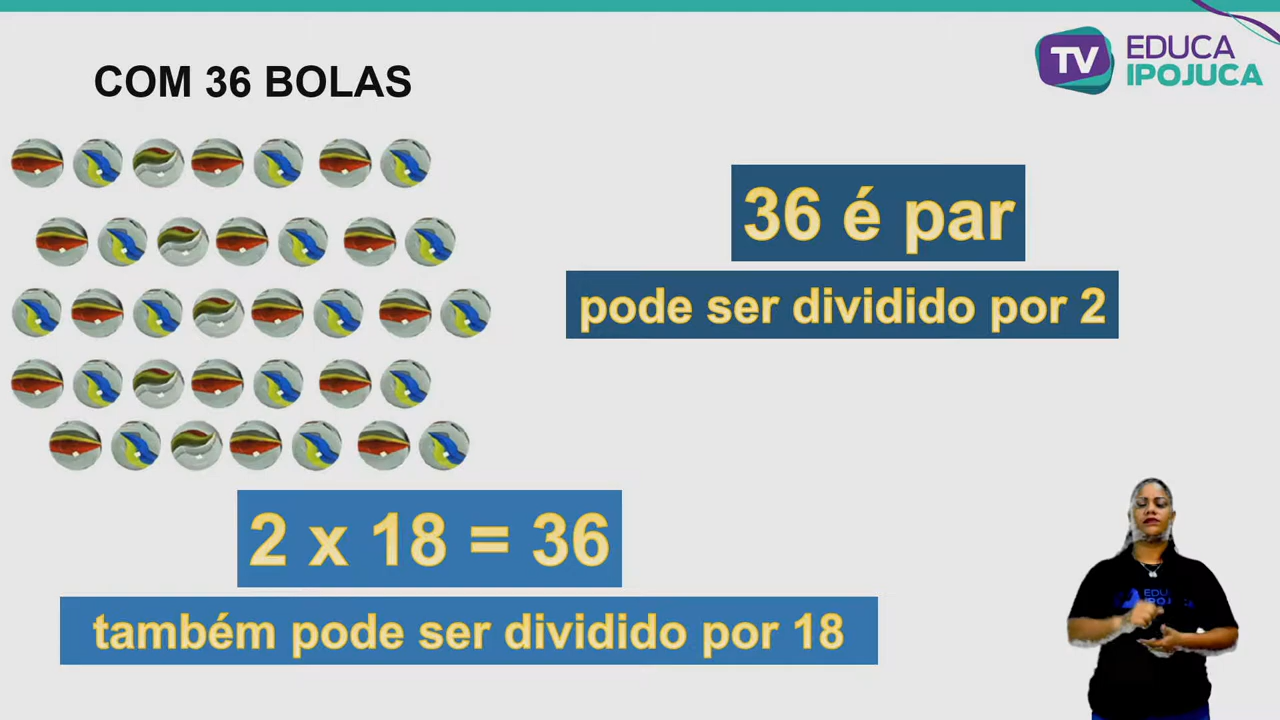 TV EDUCA
IPOJUCA
COM 36 BOLAS
36 é par
pode ser dividido por 2
2 x 18 = 36
também pode ser dividido por 18
EDU